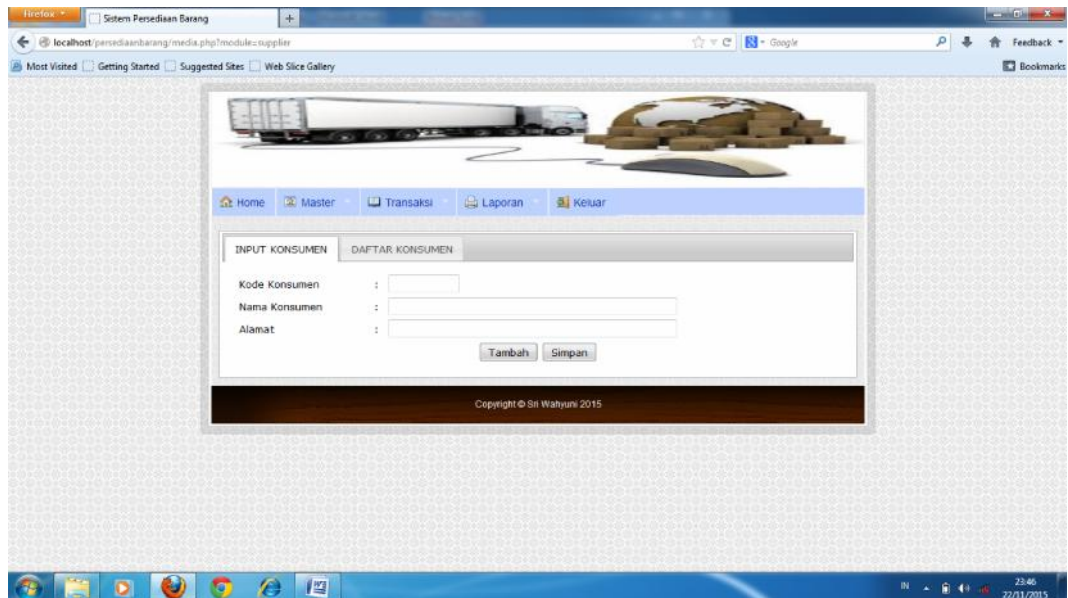 Firefox
Sistem Persediaan Barang
localhost/persediaanbarang/media.php?module=supplier
Google
Feedback
Most Visited Getting Started Suggested Sites Web Slice Gallery
Bookmarks
Home Master Transaksi Laporan Keluar
INPUT KONSUMEN DAFTAR KONSUMEN
Kode Konsumen :
Nama Konsumen :
Alamat :
Tambah Simpan
Copyright © Sri Wahyuni 2015
IN
23:46
22/11/2015